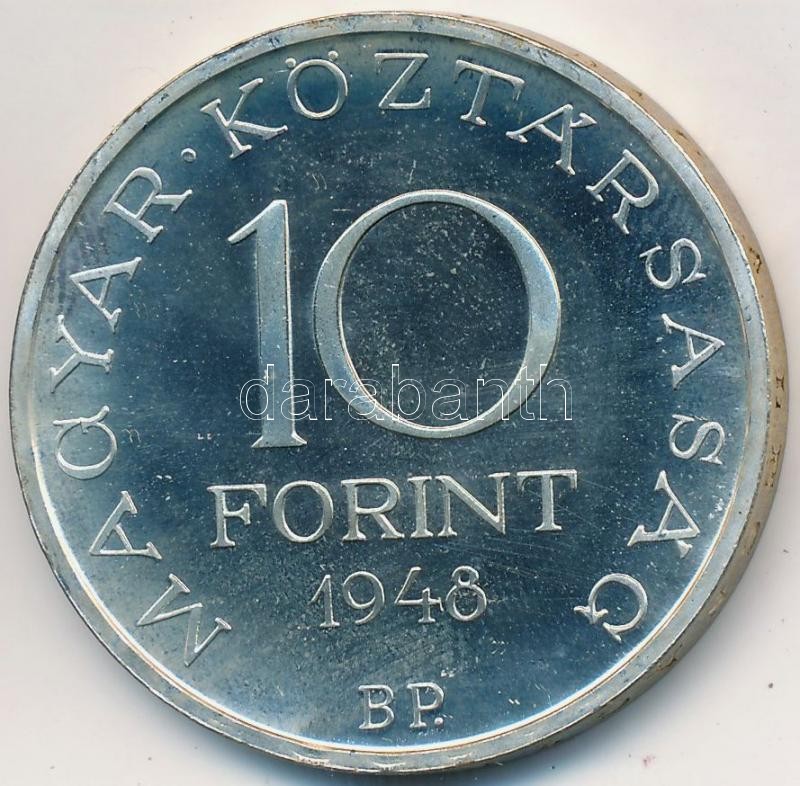 MAGYAR·KÖZTÁRSASÁG
10
darabanth
FORINT
1948
BP.